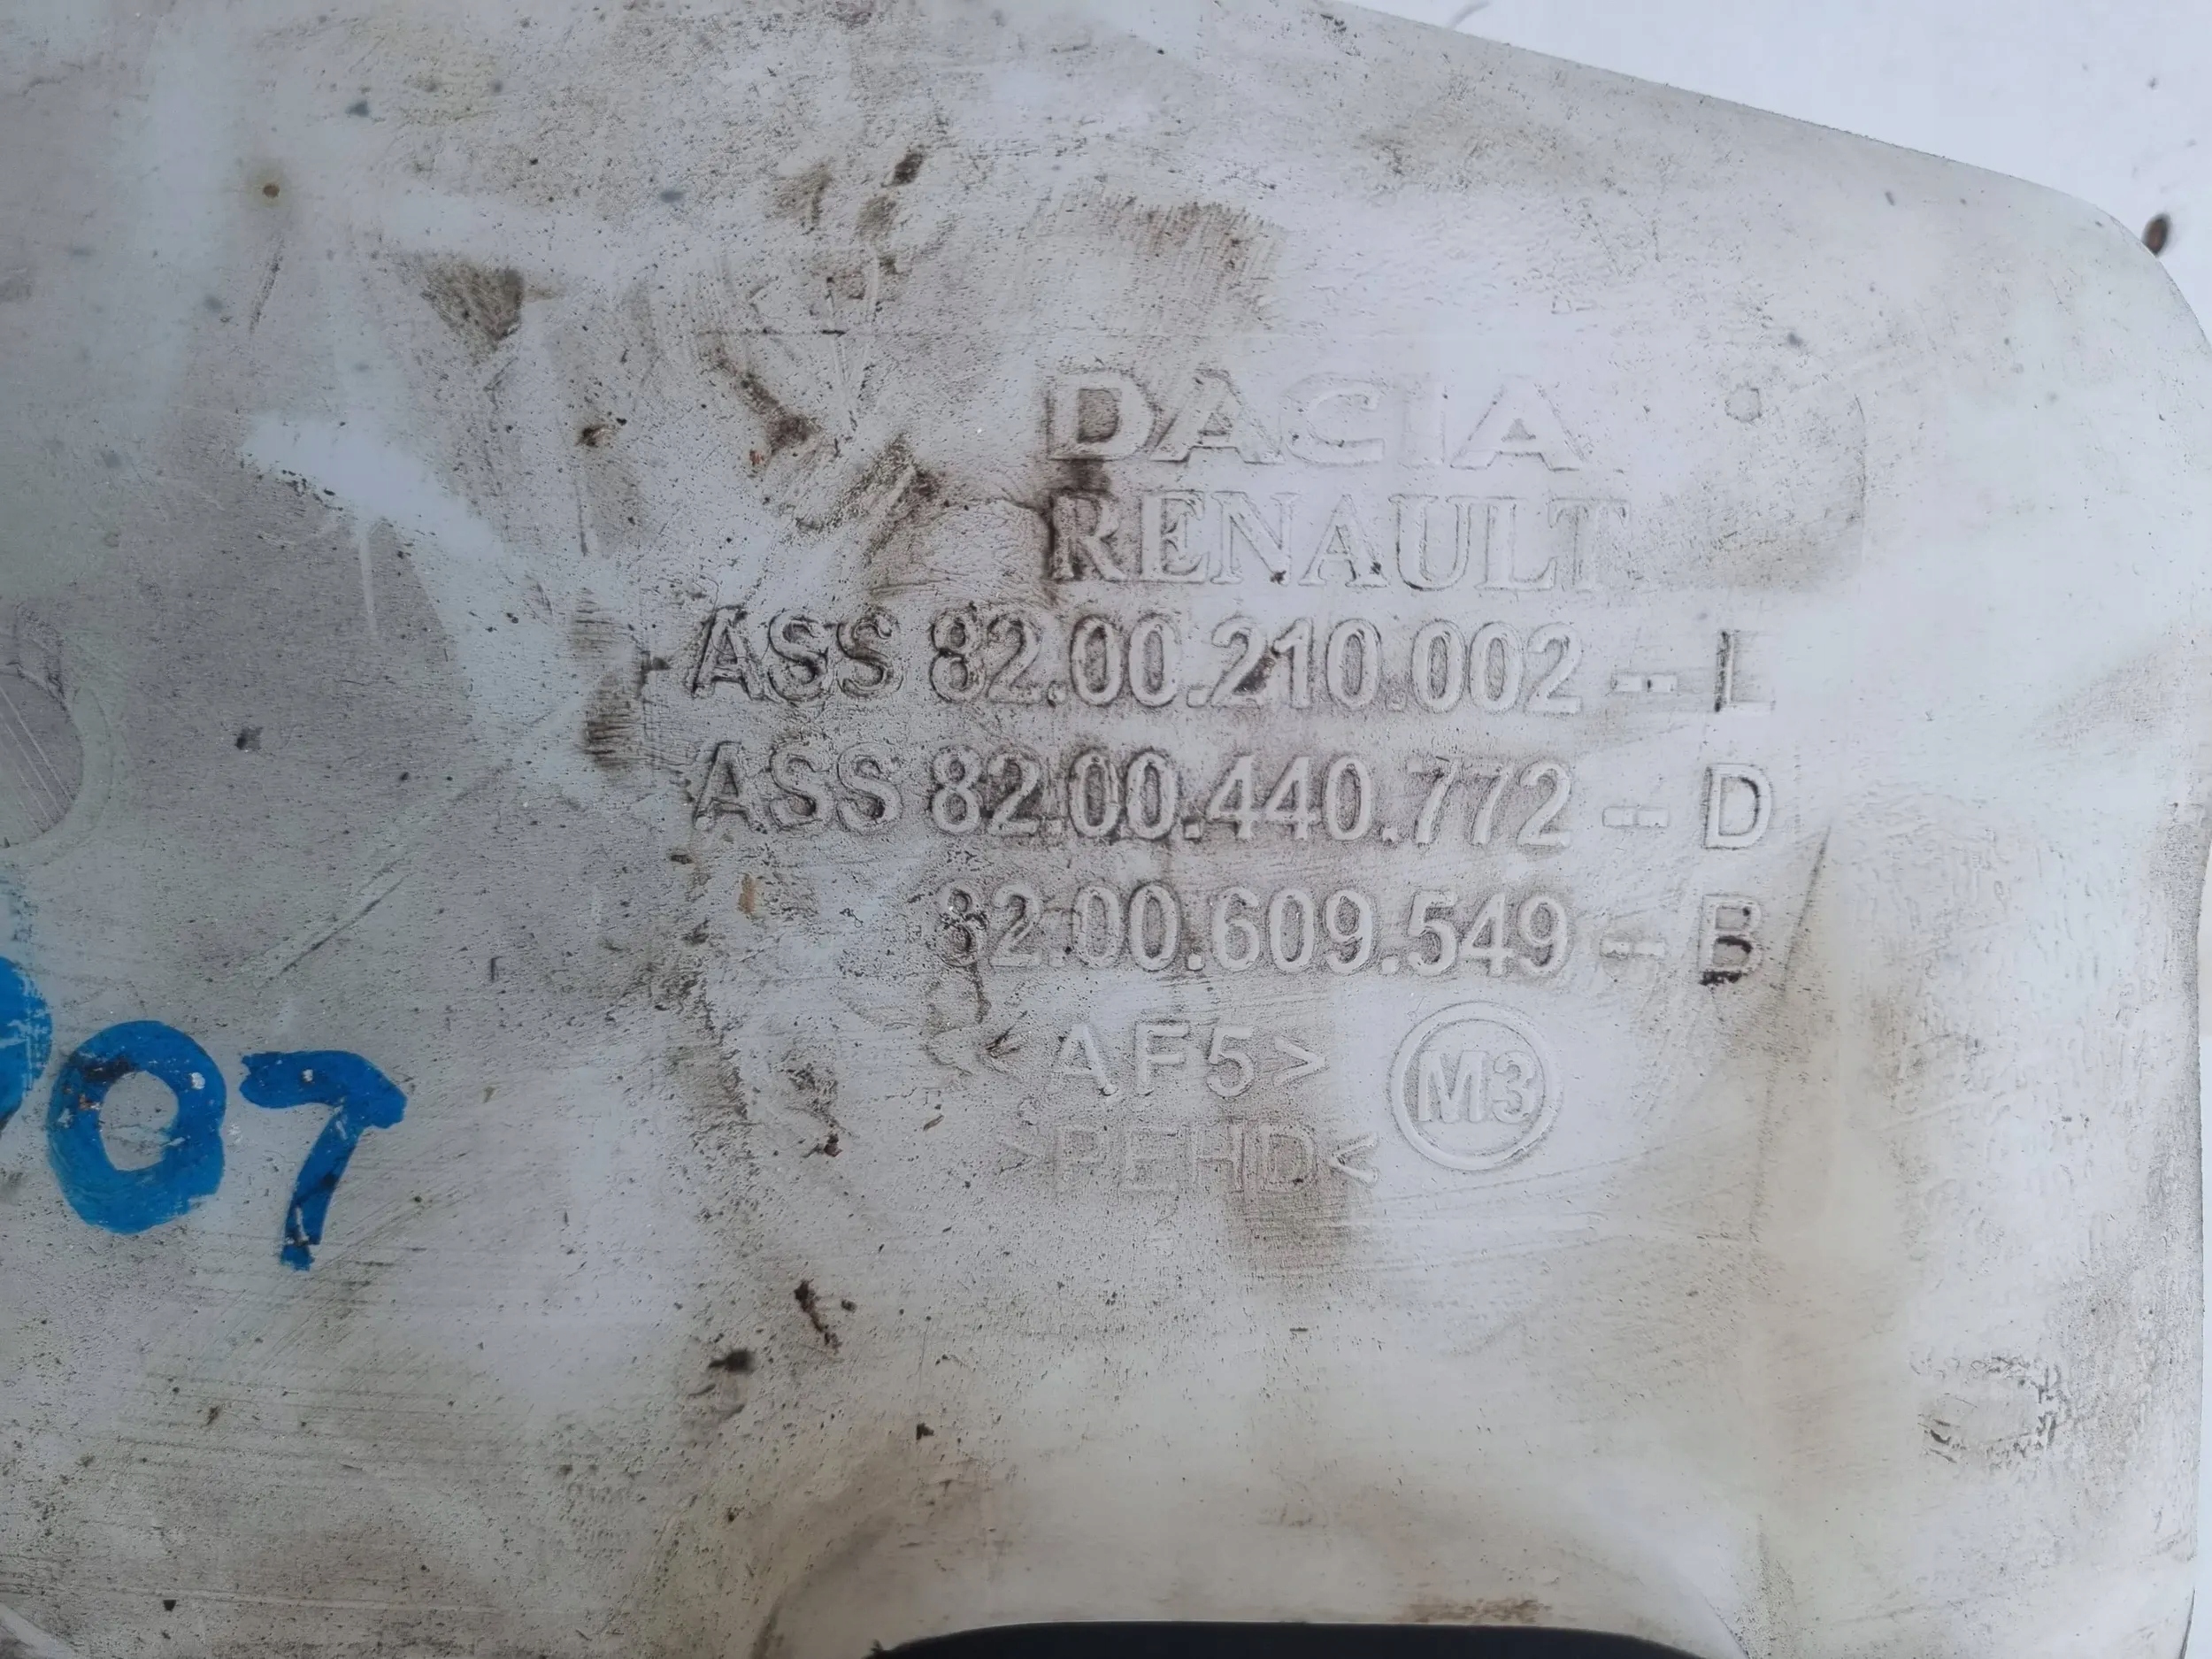 DACIA
RENAULT
ASS 82.00.210.002 - L
ASS 82.00.440.772 - D
82.00.609.549 - B
< AF5 > M3
>PEHD<
07